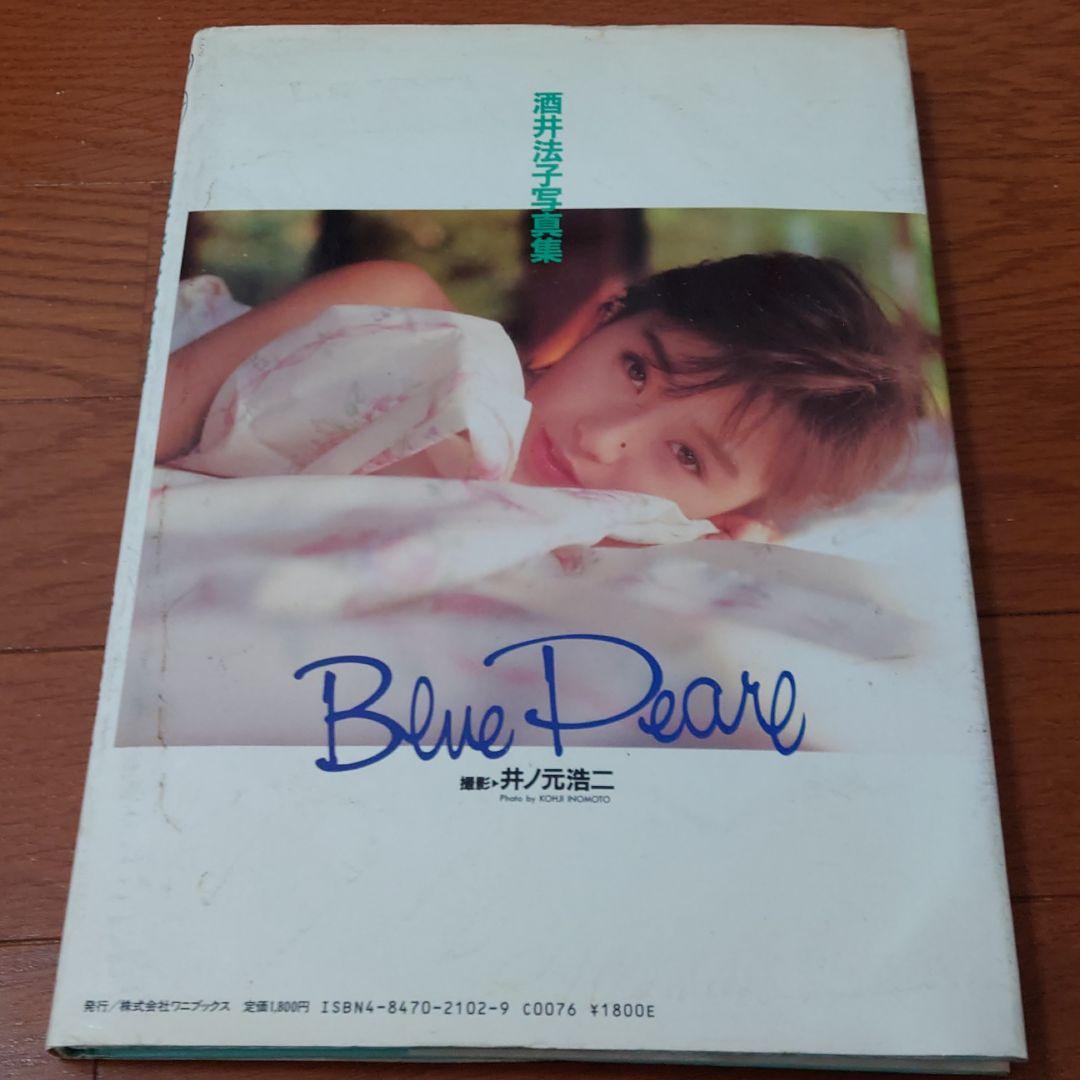 酒井法子写真集
Blue Pearl
撮影▶井ノ元浩二
Photo by KOHJI INOMOTO
発行/株式会社ワニブックス 定価1,800円 ISBN4-8470-2102-9 C0076 ¥1800E